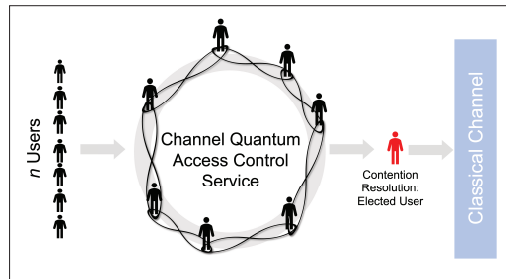 n Users
Channel Quantum
Access Control
Service
Contention
Resolution:
Elected User
Classical Channel